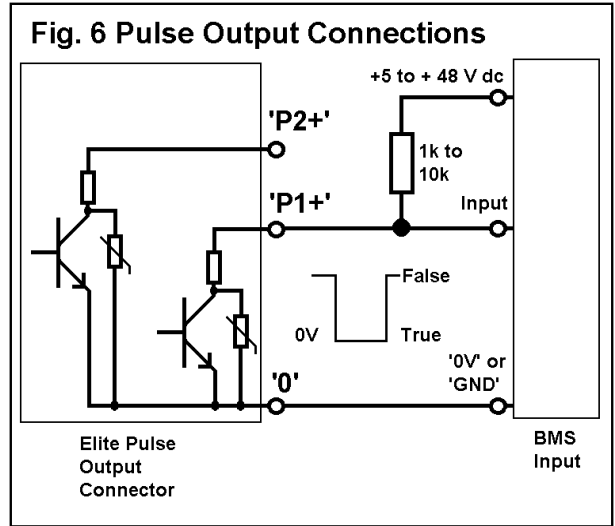 Fig. 6 Pulse Output Connections
+5 to + 48 V dc
'P2+'
1k to
10k
'P1+'
Input
False
0V
True
'0'
'0V' or
'GND'
Elite Pulse
Output
Connector
BMS
Input